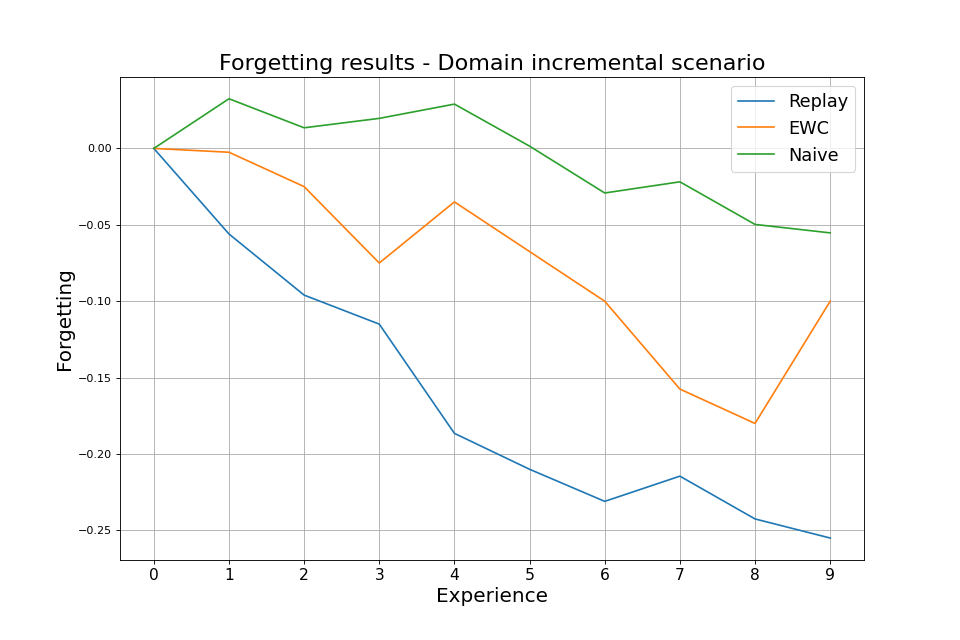 Forgetting results - Domain incremental scenario
Replay
EWC
Naive
0.00
−0.05
−0.10
−0.15
−0.20
−0.25
Forgetting
0 1 2 3 4 5 6 7 8 9
Experience